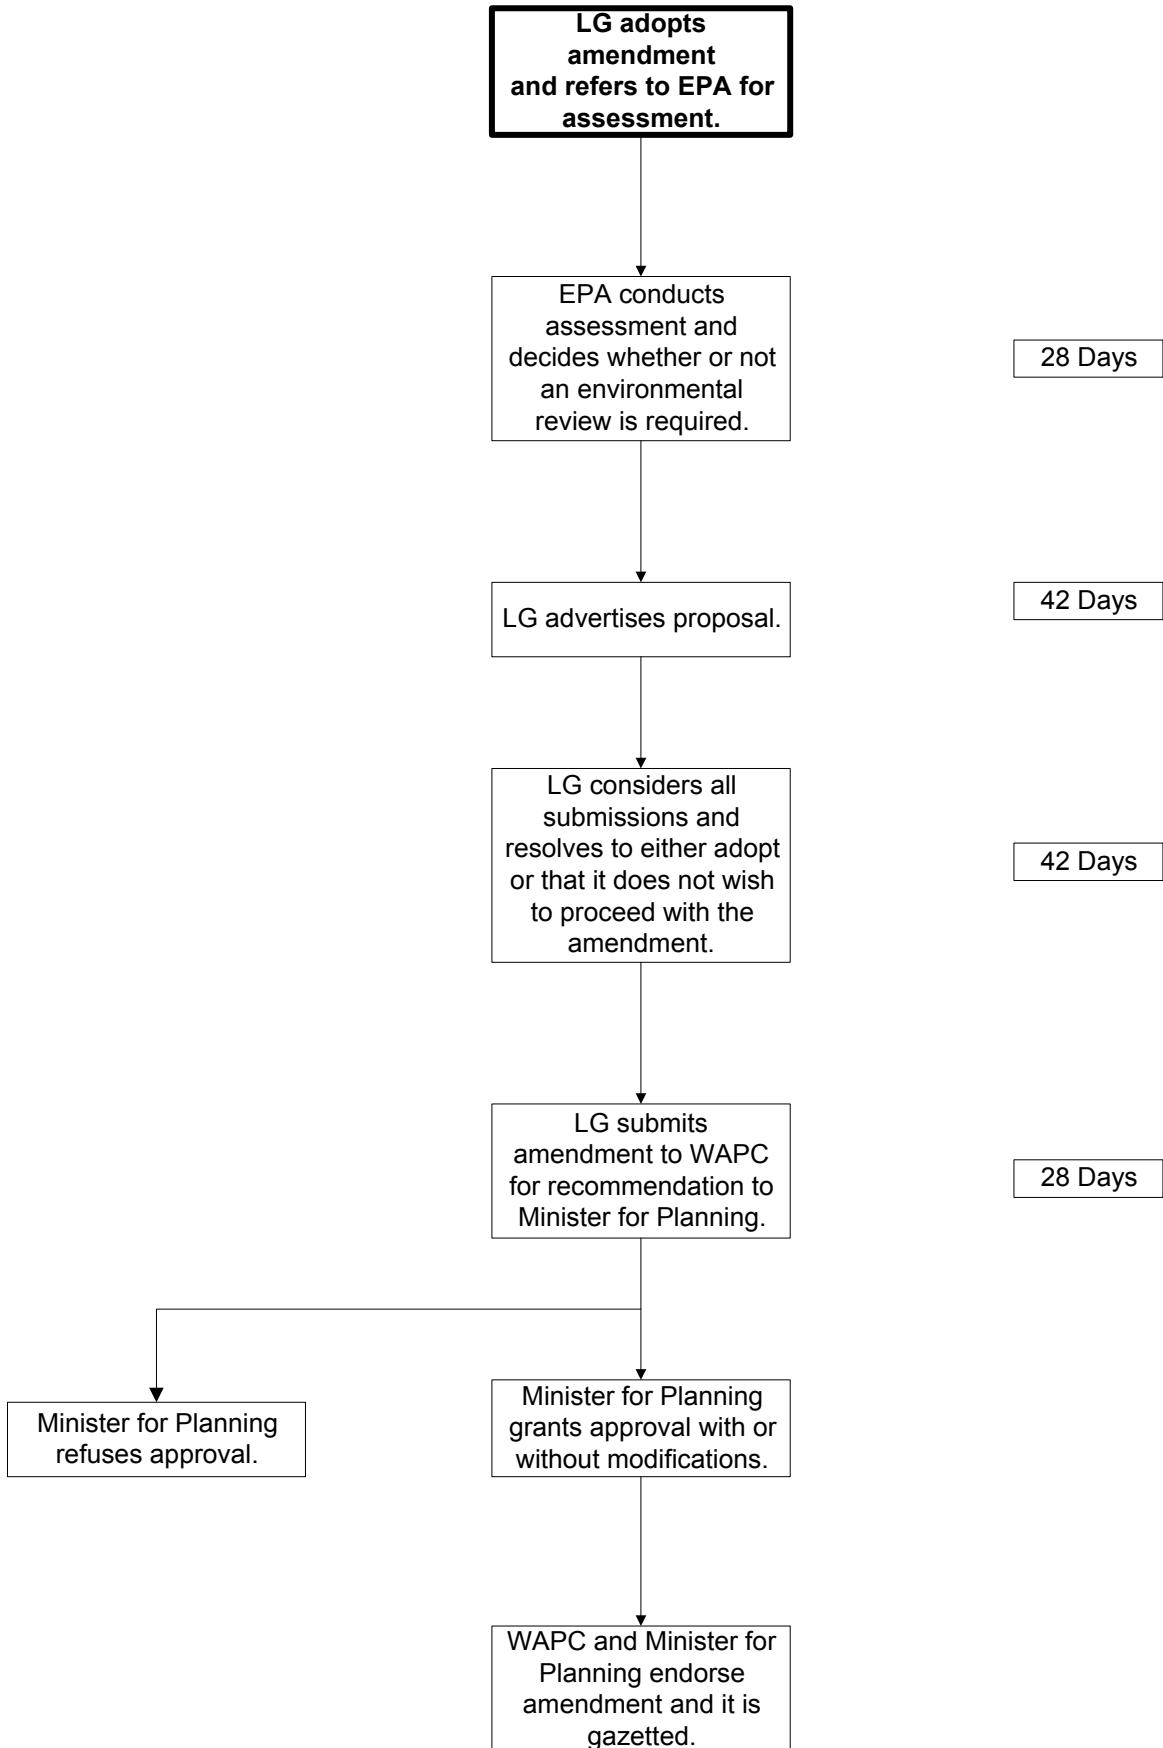 LG adopts
amendment
and refers to EPA for
assessment.
EPA conducts
assessment and
decides whether or not
an environmental
review is required.
28 Days
LG advertises proposal.
42 Days
LG considers all
submissions and
resolves to either adopt
or that it does not wish
to proceed with the
amendment.
42 Days
LG submits
amendment to WAPC
for recommendation to
Minister for Planning.
28 Days
Minister for Planning
refuses approval.
Minister for Planning
grants approval with or
without modifications.
WAPC and Minister for
Planning endorse
amendment and it is
gazetted.